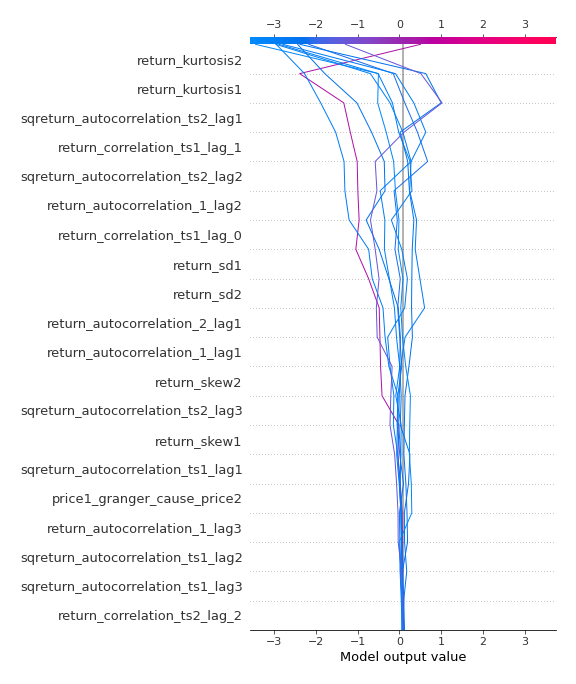 −3 −2 −1 0 1 2 3
return_kurtosis2
return_kurtosis1
sqreturn_autocorrelation_ts2_lag1
return_correlation_ts1_lag_1
sqreturn_autocorrelation_ts2_lag2
return_autocorrelation_1_lag2
return_correlation_ts1_lag_0
return_sd1
return_sd2
return_autocorrelation_2_lag1
return_autocorrelation_1_lag1
return_skew2
sqreturn_autocorrelation_ts2_lag3
return_skew1
sqreturn_autocorrelation_ts1_lag1
price1_granger_cause_price2
return_autocorrelation_1_lag3
sqreturn_autocorrelation_ts1_lag2
sqreturn_autocorrelation_ts1_lag3
return_correlation_ts2_lag_2
−3 −2 −1 0 1 2 3
Model output value